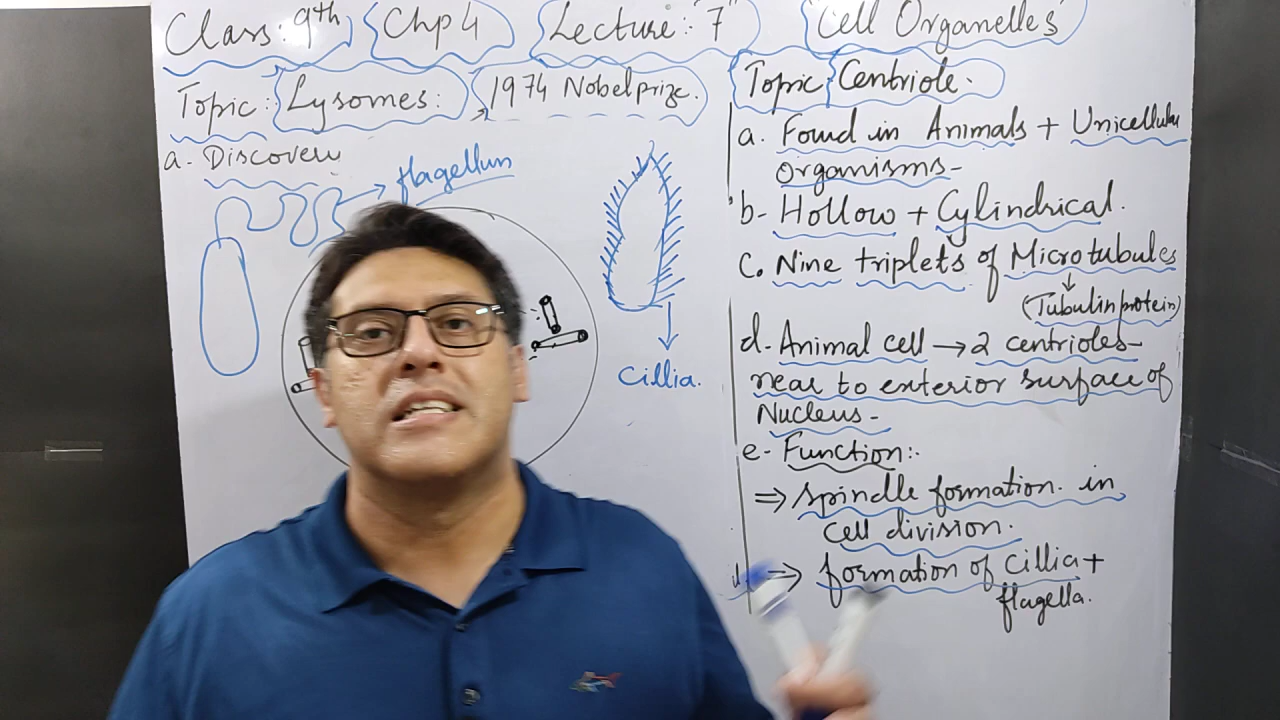 Class: 9th Chp 4 Lecture: "7" "Cell Organelles"
Topic: Lysomes: 1974 Nobelprize.
a. Discovery
flagellum
Cillia.
Topic Centriole.
a. Found in Animals + Unicellular
Organisms-
b- Hollow + Cylindrical.
c. Nine triplets of Microtubules
(Tubulin protein)
d. Animal cell → 2 centrioles-
near to exterior surface of
Nucleus-
e- Function:-
⇒ spindle formation. in
Cell division.
⇒ formation of Cillia +
flagella.